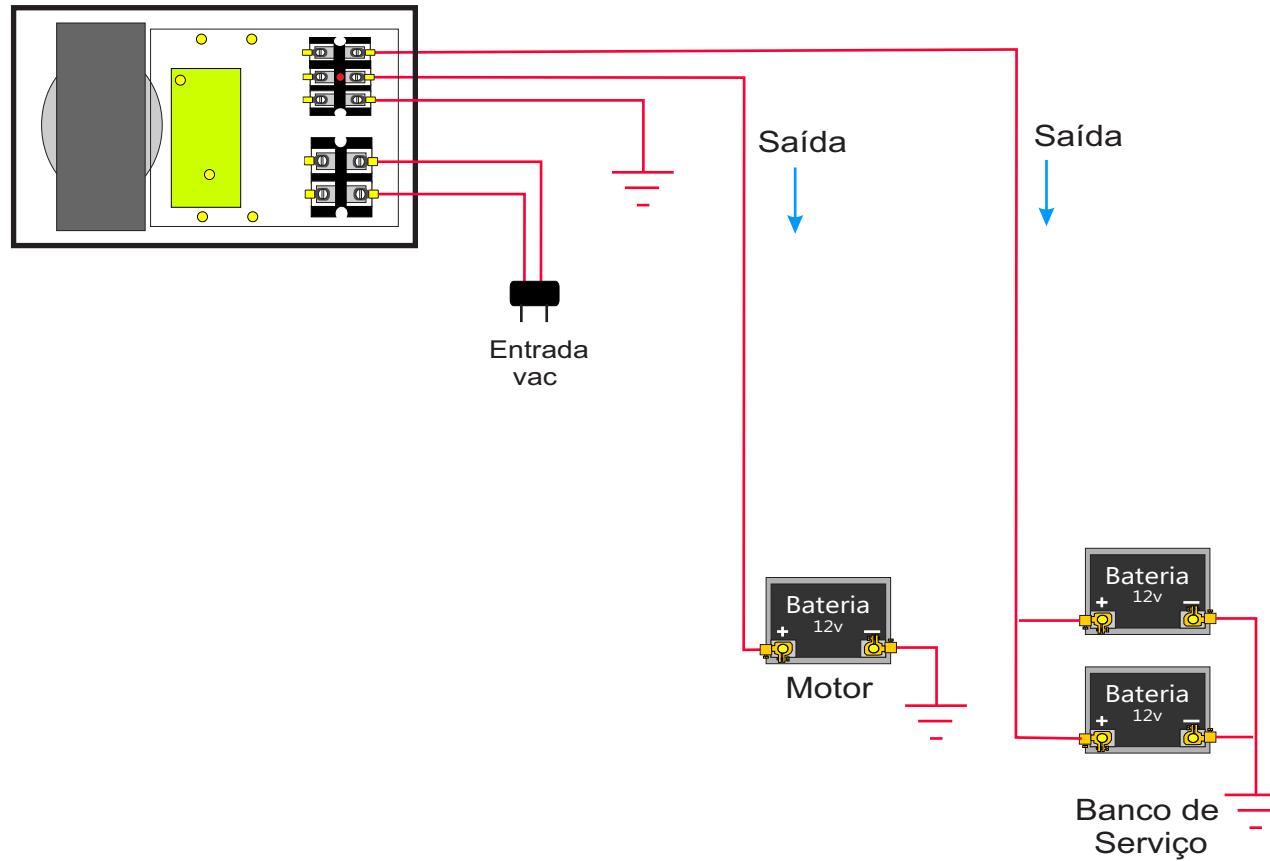 Saída
Saída
Entrada
vac
Bateria
12v
+ –
Motor
Bateria
12v
+ –
Bateria
12v
+ –
Banco de
Serviço